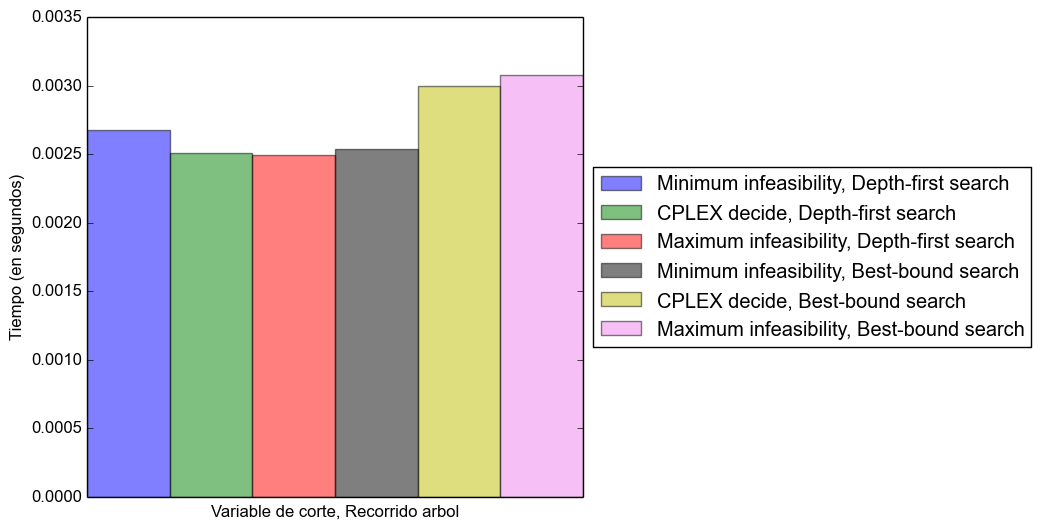 0.0035
0.0030
0.0025
0.0020
0.0015
0.0010
0.0005
0.0000
Tiempo (en segundos)
Variable de corte, Recorrido arbol
Minimum infeasibility, Depth-first search
CPLEX decide, Depth-first search
Maximum infeasibility, Depth-first search
Minimum infeasibility, Best-bound search
CPLEX decide, Best-bound search
Maximum infeasibility, Best-bound search